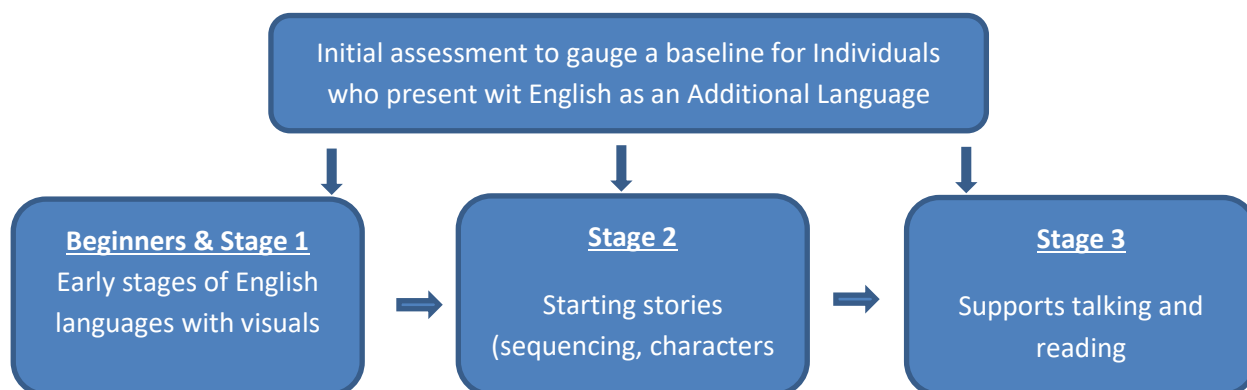 Initial assessment to gauge a baseline for Individuals
who present wit English as an Additional Language
Beginners & Stage 1
Early stages of English
languages with visuals
Stage 2
Starting stories
(sequencing, characters
Stage 3
Supports talking and
reading